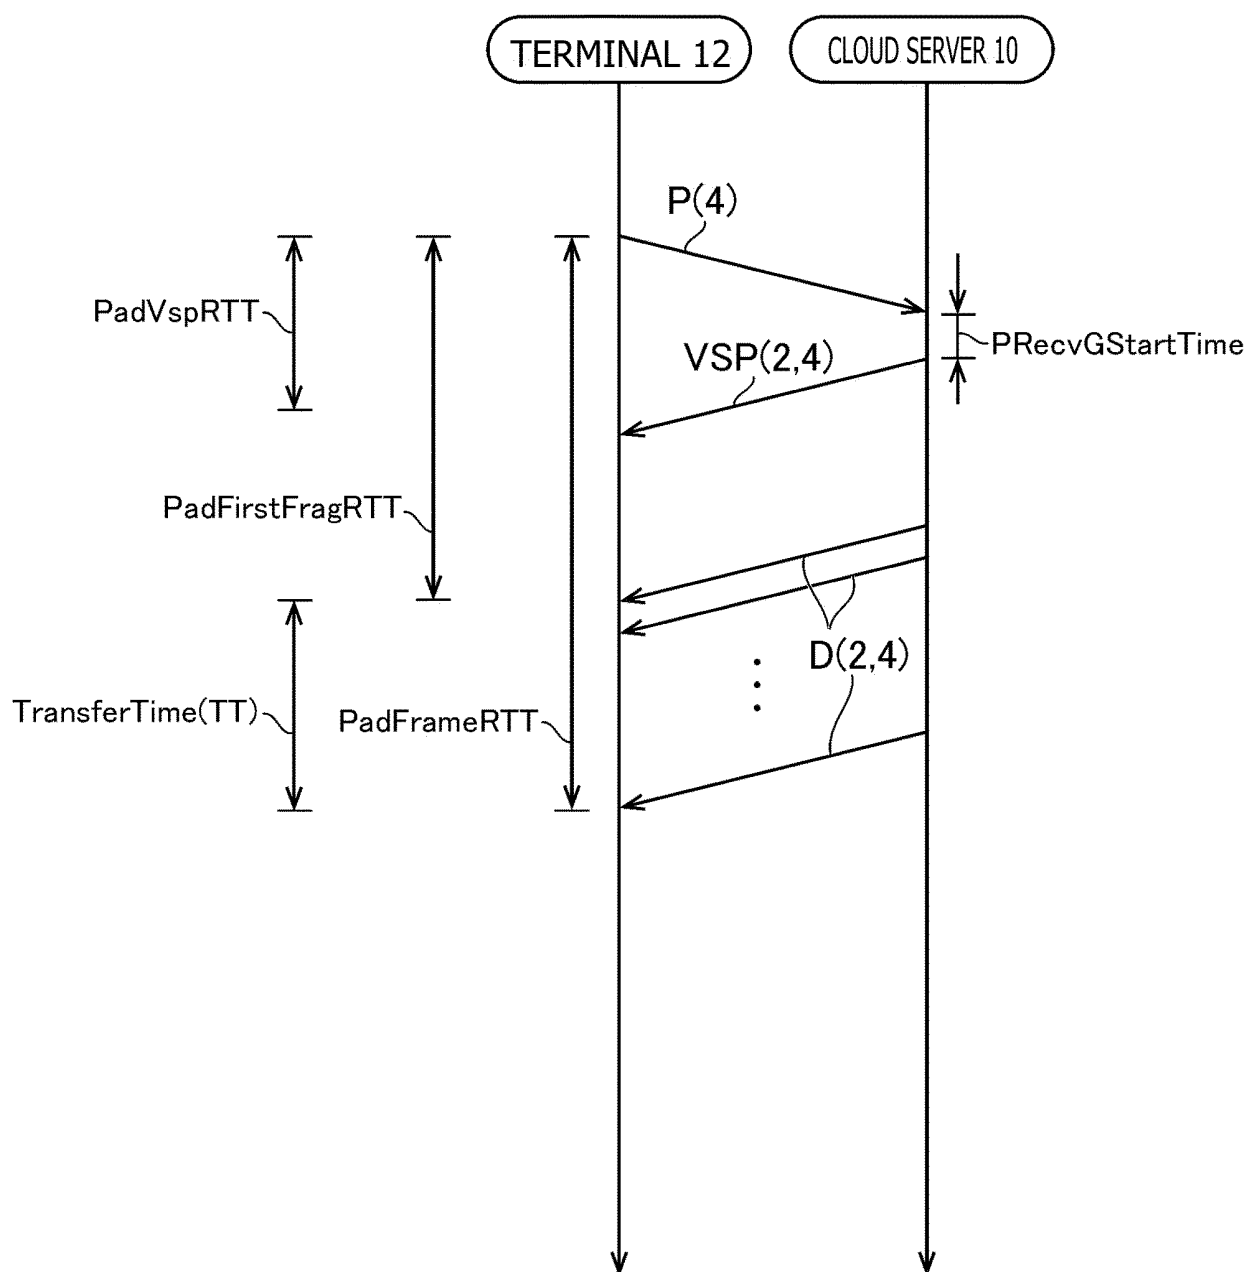 TERMINAL 12
CLOUD SERVER 10
P(4)
PadVspRTT
PRecvGStartTime
VSP(2,4)
PadFirstFragRTT
D(2,4)
TransferTime(TT)
PadFrameRTT